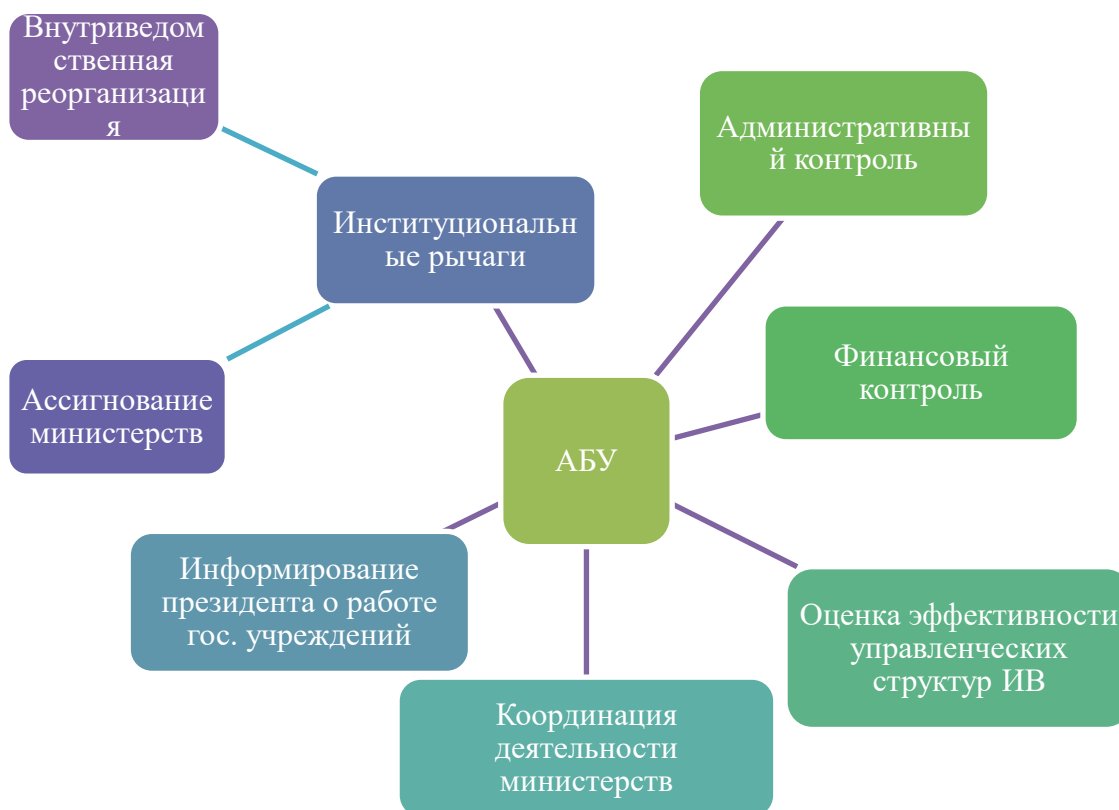 Внутриведом
ственная
реорганизаци
я
Административны
й контроль
Институциональн
ые рычаги
Финансовый
контроль
Ассигнование
министерств
АБУ
Информирование
президента о работе
гос. учреждений
Оценка эффективности
управленческих
структур ИВ
Координация
деятельности
министерств